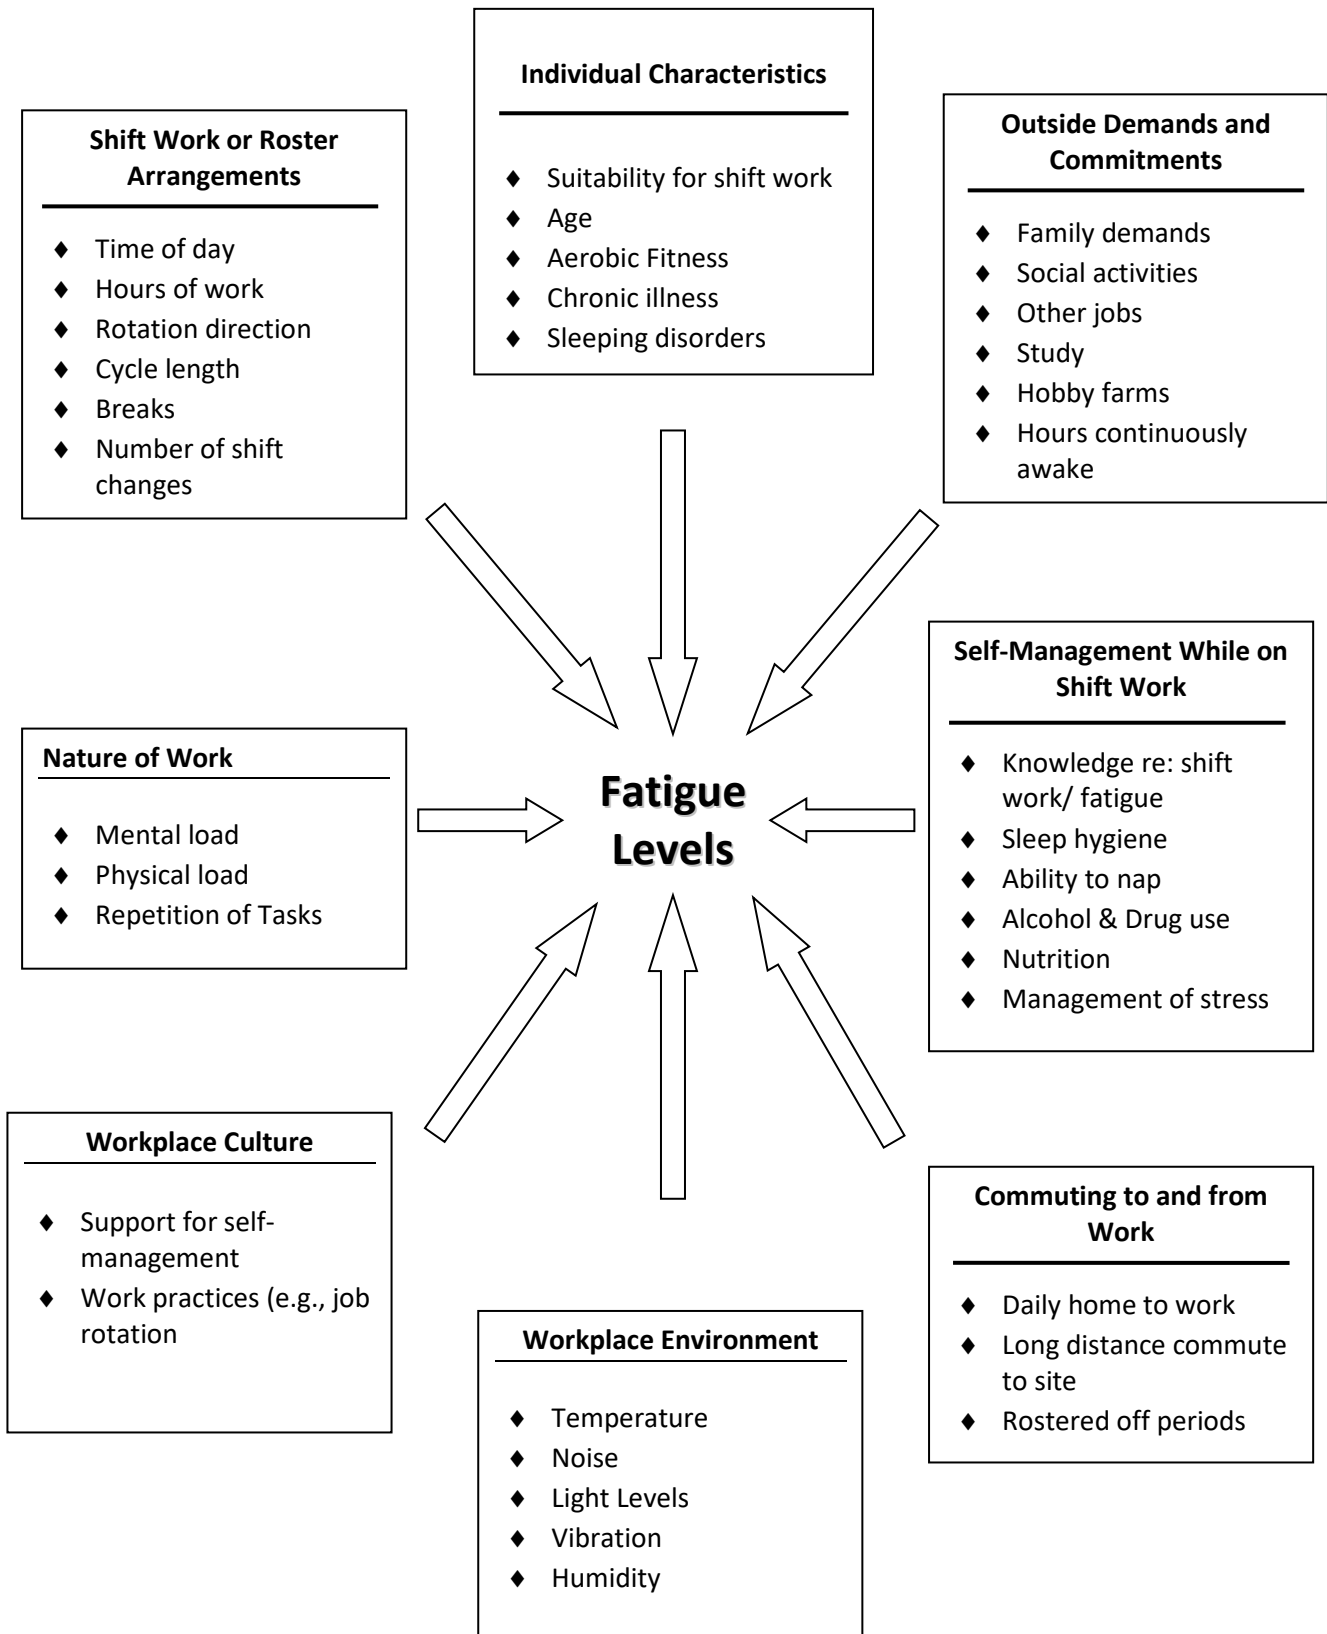 Individual Characteristics
♦ Suitability for shift work
♦ Age
♦ Aerobic Fitness
♦ Chronic illness
♦ Sleeping disorders
Shift Work or Roster
Arrangements
♦ Time of day
♦ Hours of work
♦ Rotation direction
♦ Cycle length
♦ Breaks
♦ Number of shift
changes
Outside Demands and
Commitments
♦ Family demands
♦ Social activities
♦ Other jobs
♦ Study
♦ Hobby farms
♦ Hours continuously
awake
Nature of Work
♦ Mental load
♦ Physical load
♦ Repetition of Tasks
Fatigue
Levels
Self-Management While on
Shift Work
♦ Knowledge re: shift
work/ fatigue
♦ Sleep hygiene
♦ Ability to nap
♦ Alcohol & Drug use
♦ Nutrition
♦ Management of stress
Workplace Culture
♦ Support for self-
management
♦ Work practices (e.g., job
rotation
Workplace Environment
♦ Temperature
♦ Noise
♦ Light Levels
♦ Vibration
♦ Humidity
Commuting to and from
Work
♦ Daily home to work
♦ Long distance commute
to site
♦ Rostered off periods